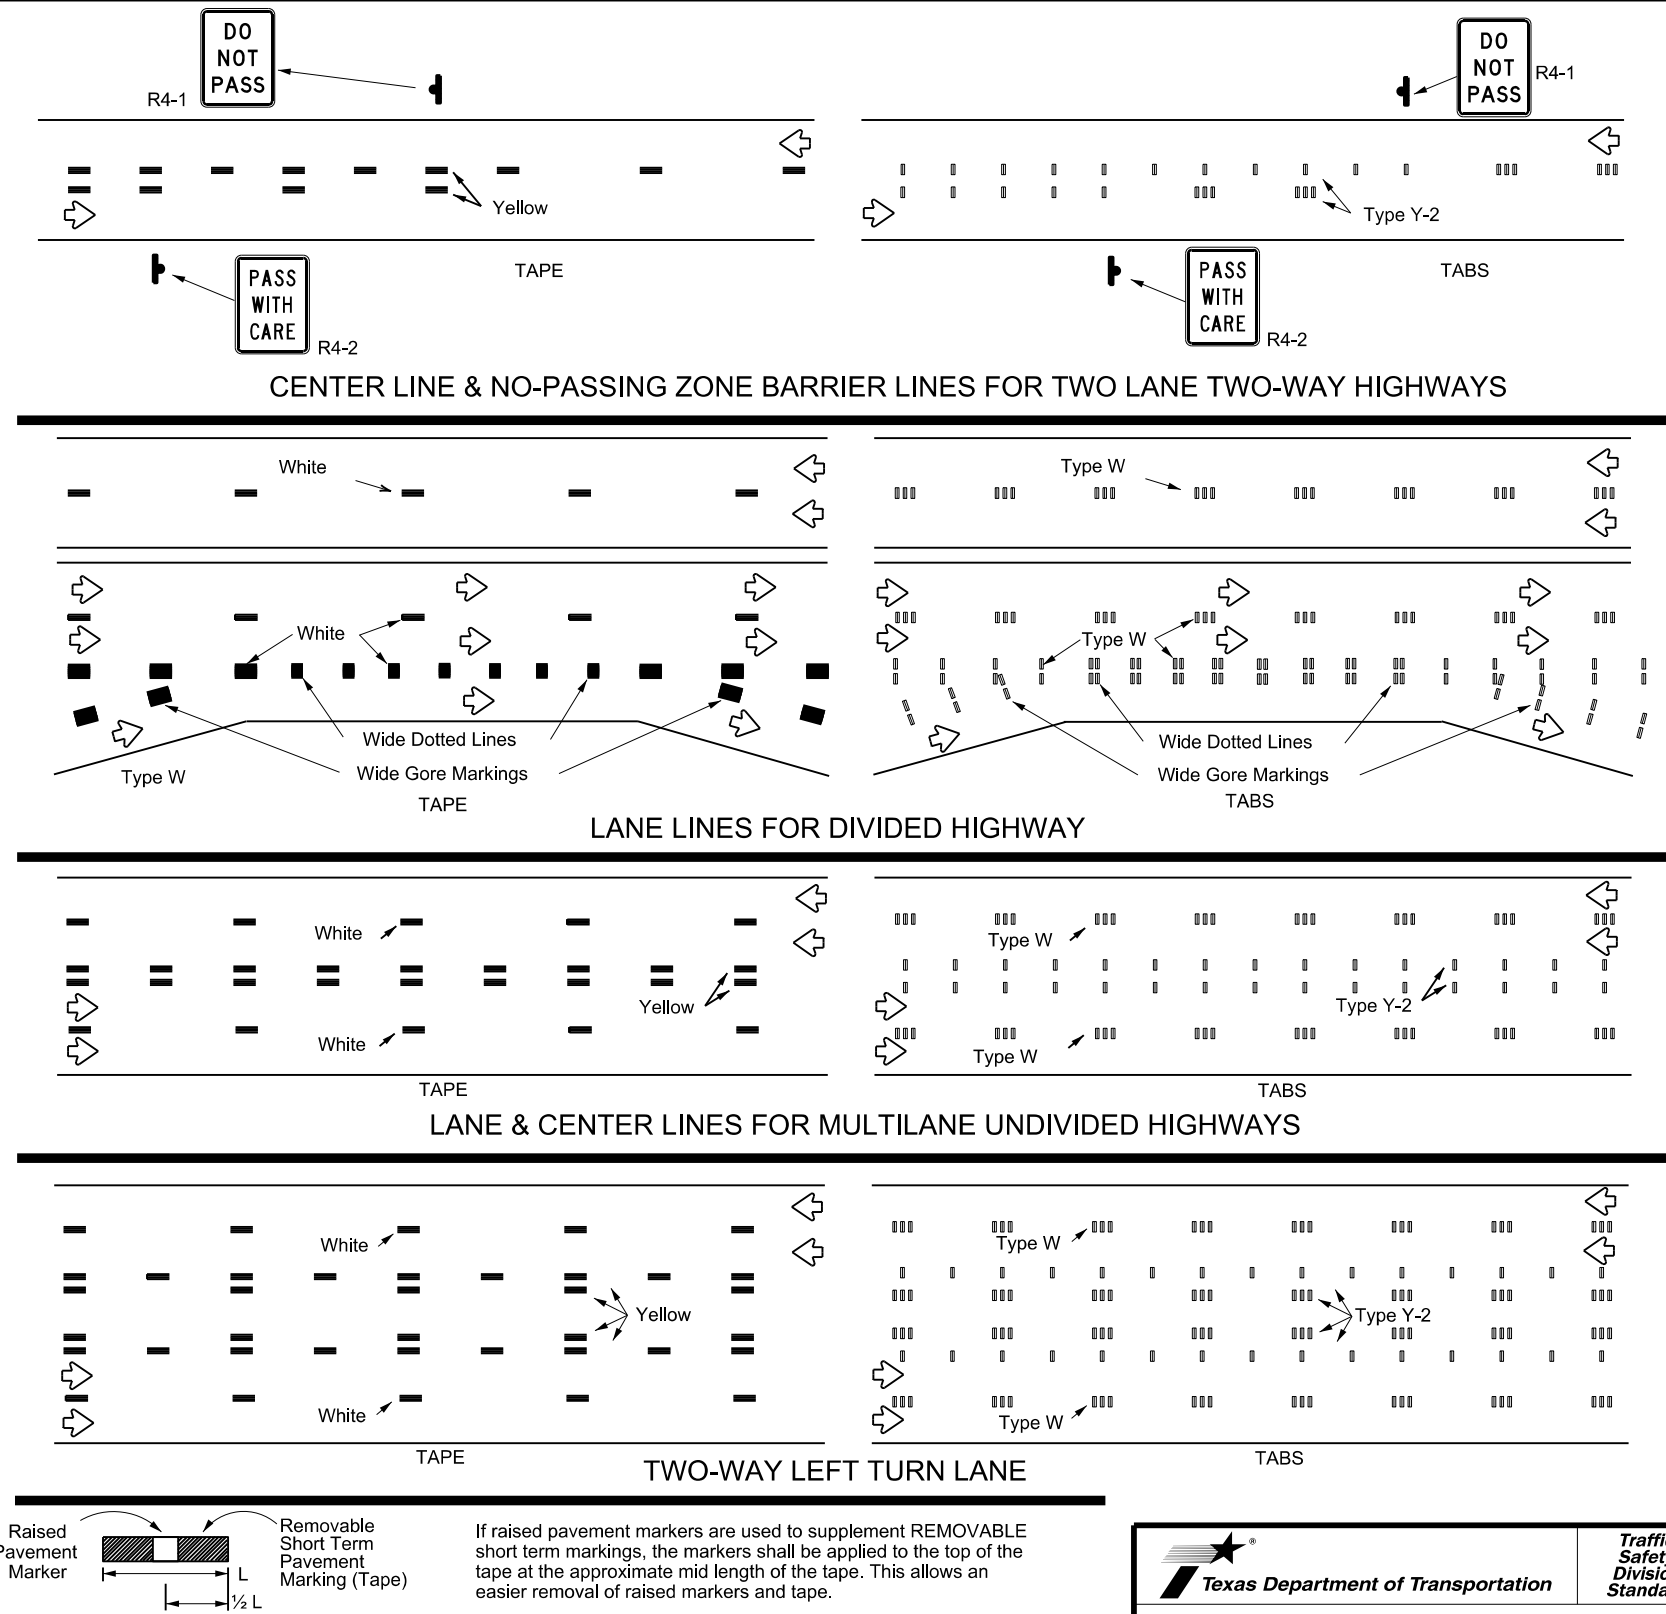 DO
NOT
PASS
R4-1
DO
NOT
PASS
R4-1
Yellow
Type Y-2
TAPE
TABS
PASS
WITH
CARE
R4-2
PASS
WITH
CARE
R4-2
CENTER LINE & NO-PASSING ZONE BARRIER LINES FOR TWO LANE TWO-WAY HIGHWAYS
White
Type W
White
Type W
Wide Dotted Lines
Wide Dotted Lines
Type W
Wide Gore Markings
Wide Gore Markings
TAPE
TABS
LANE LINES FOR DIVIDED HIGHWAY
White
Type W
Yellow
Type Y-2
White
Type W
TAPE
TABS
LANE & CENTER LINES FOR MULTILANE UNDIVIDED HIGHWAYS
White
Type W
Yellow
Type Y-2
White
Type W
TAPE
TABS
TWO-WAY LEFT TURN LANE
Raised
Pavement
Marker
Removable
Short Term
Pavement
Marking (Tape)
L
½ L
If raised pavement markers are used to supplement REMOVABLE
short term markings, the markers shall be applied to the top of the
tape at the approximate mid length of the tape. This allows an
easier removal of raised markers and tape.
®
Texas Department of Transportation
Traffic
Safety
Division
Standard